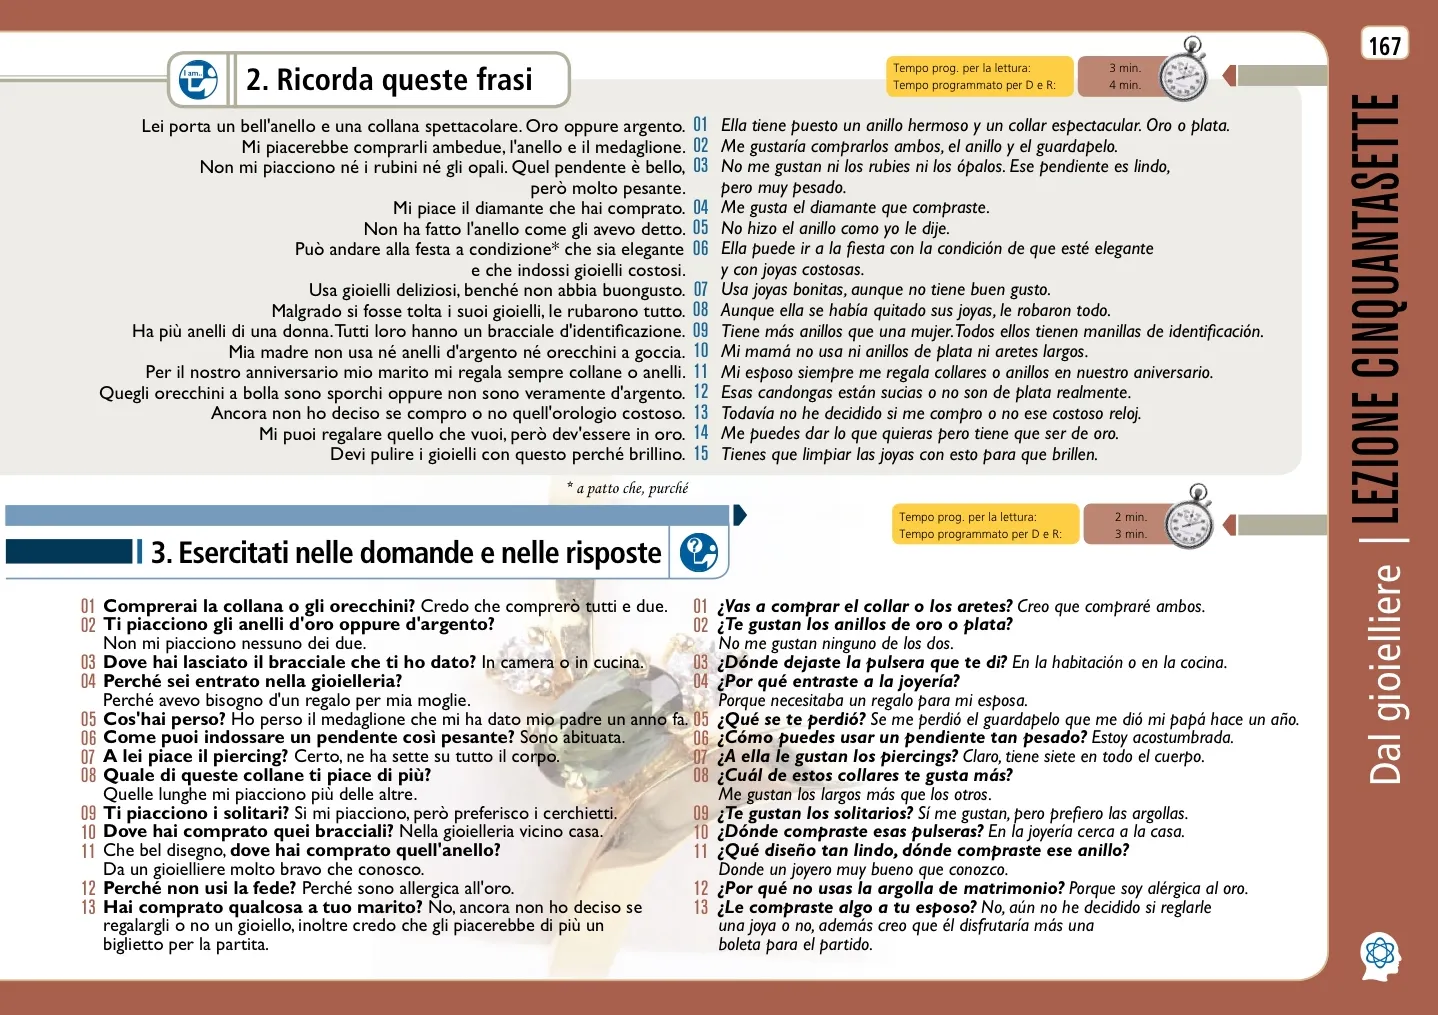 167
LEZIONE CINQUANTASETTE
Dal gioielliere
2. Ricorda queste frasi
I am..
Tempo prog. per la lettura: 3 min.
Tempo programmato per D e R: 4 min.
Lei porta un bell'anello e una collana spettacolare. Oro oppure argento. 01 Ella tiene puesto un anillo hermoso y un collar espectacular. Oro o plata.
Mi piacerebbe comprarli ambedue, l'anello e il medaglione. 02 Me gustaría comprarlos ambos, el anillo y el guardapelo.
Non mi piacciono né i rubini né gli opali. Quel pendente è bello, 03 No me gustan ni los rubies ni los ópalos. Ese pendiente es lindo,
però molto pesante. pero muy pesado.
Mi piace il diamante che hai comprato. 04 Me gusta el diamante que compraste.
Non ha fatto l'anello come gli avevo detto. 05 No hizo el anillo como yo le dije.
Può andare alla festa a condizione* che sia elegante 06 Ella puede ir a la fiesta con la condición de que esté elegante
e che indossi gioielli costosi. y con joyas costosas.
Usa gioielli deliziosi, benché non abbia buongusto. 07 Usa joyas bonitas, aunque no tiene buen gusto.
Malgrado si fosse tolta i suoi gioielli, le rubarono tutto. 08 Aunque ella se había quitado sus joyas, le robaron todo.
Ha più anelli di una donna. Tutti loro hanno un bracciale d'identificazione. 09 Tiene más anillos que una mujer. Todos ellos tienen manillas de identificación.
Mia madre non usa né anelli d'argento né orecchini a goccia. 10 Mi mamá no usa ni anillos de plata ni aretes largos.
Per il nostro anniversario mio marito mi regala sempre collane o anelli. 11 Mi esposo siempre me regala collares o anillos en nuestro aniversario.
Quegli orecchini a bolla sono sporchi oppure non sono veramente d'argento. 12 Esas candongas están sucias o no son de plata realmente.
Ancora non ho deciso se compro o no quell'orologio costoso. 13 Todavía no he decidido si me compro o no ese costoso reloj.
Mi puoi regalare quello che vuoi, però dev'essere in oro. 14 Me puedes dar lo que quieras pero tiene que ser de oro.
Devi pulire i gioielli con questo perché brillino. 15 Tienes que limpiar las joyas con esto para que brillen.
* a patto che, purché
3. Esercitati nelle domande e nelle risposte
?
Tempo prog. per la lettura: 2 min.
Tempo programmato per D e R: 3 min.
01 Comprerai la collana o gli orecchini? Credo che comprerò tutti e due.
02 Ti piacciono gli anelli d'oro oppure d'argento?
Non mi piacciono nessuno dei due.
03 Dove hai lasciato il bracciale che ti ho dato? In camera o in cucina.
04 Perché sei entrato nella gioielleria?
Perché avevo bisogno d'un regalo per mia moglie.
05 Cos'hai perso? Ho perso il medaglione che mi ha dato mio padre un anno fa.
06 Come puoi indossare un pendente così pesante? Sono abituata.
07 A lei piace il piercing? Certo, ne ha sette su tutto il corpo.
08 Quale di queste collane ti piace di più?
Quelle lunghe mi piacciono più delle altre.
09 Ti piacciono i solitari? Si mi piacciono, però preferisco i cerchietti.
10 Dove hai comprato quei bracciali? Nella gioielleria vicino casa.
11 Che bel disegno, dove hai comprato quell'anello?
Da un gioielliere molto bravo che conosco.
12 Perché non usi la fede? Perché sono allergica all'oro.
13 Hai comprato qualcosa a tuo marito? No, ancora non ho deciso se
regalargli o no un gioiello, inoltre credo che gli piacerebbe di più un
biglietto per la partita.
01 ¿Vas a comprar el collar o los aretes? Creo que compraré ambos.
02 ¿Te gustan los anillos de oro o plata?
No me gustan ninguno de los dos.
03 ¿Dónde dejaste la pulsera que te di? En la habitación o en la cocina.
04 ¿Por qué entraste a la joyería?
Porque necesitaba un regalo para mi esposa.
05 ¿Qué se te perdió? Se me perdió el guardapelo que me dió mi papá hace un año.
06 ¿Cómo puedes usar un pendiente tan pesado? Estoy acostumbrada.
07 ¿A ella le gustan los piercings? Claro, tiene siete en todo el cuerpo.
08 ¿Cuál de estos collares te gusta más?
Me gustan los largos más que los otros.
09 ¿Te gustan los solitarios? Sí me gustan, pero prefiero las argollas.
10 ¿Dónde compraste esas pulseras? En la joyería cerca a la casa.
11 ¿Qué diseño tan lindo, dónde compraste ese anillo?
Donde un joyero muy bueno que conozco.
12 ¿Por qué no usas la argolla de matrimonio? Porque soy alérgica al oro.
13 ¿Le compraste algo a tu esposo? No, aún no he decidido si reglarle
una joya o no, además creo que él disfrutaría más una
boleta para el partido.